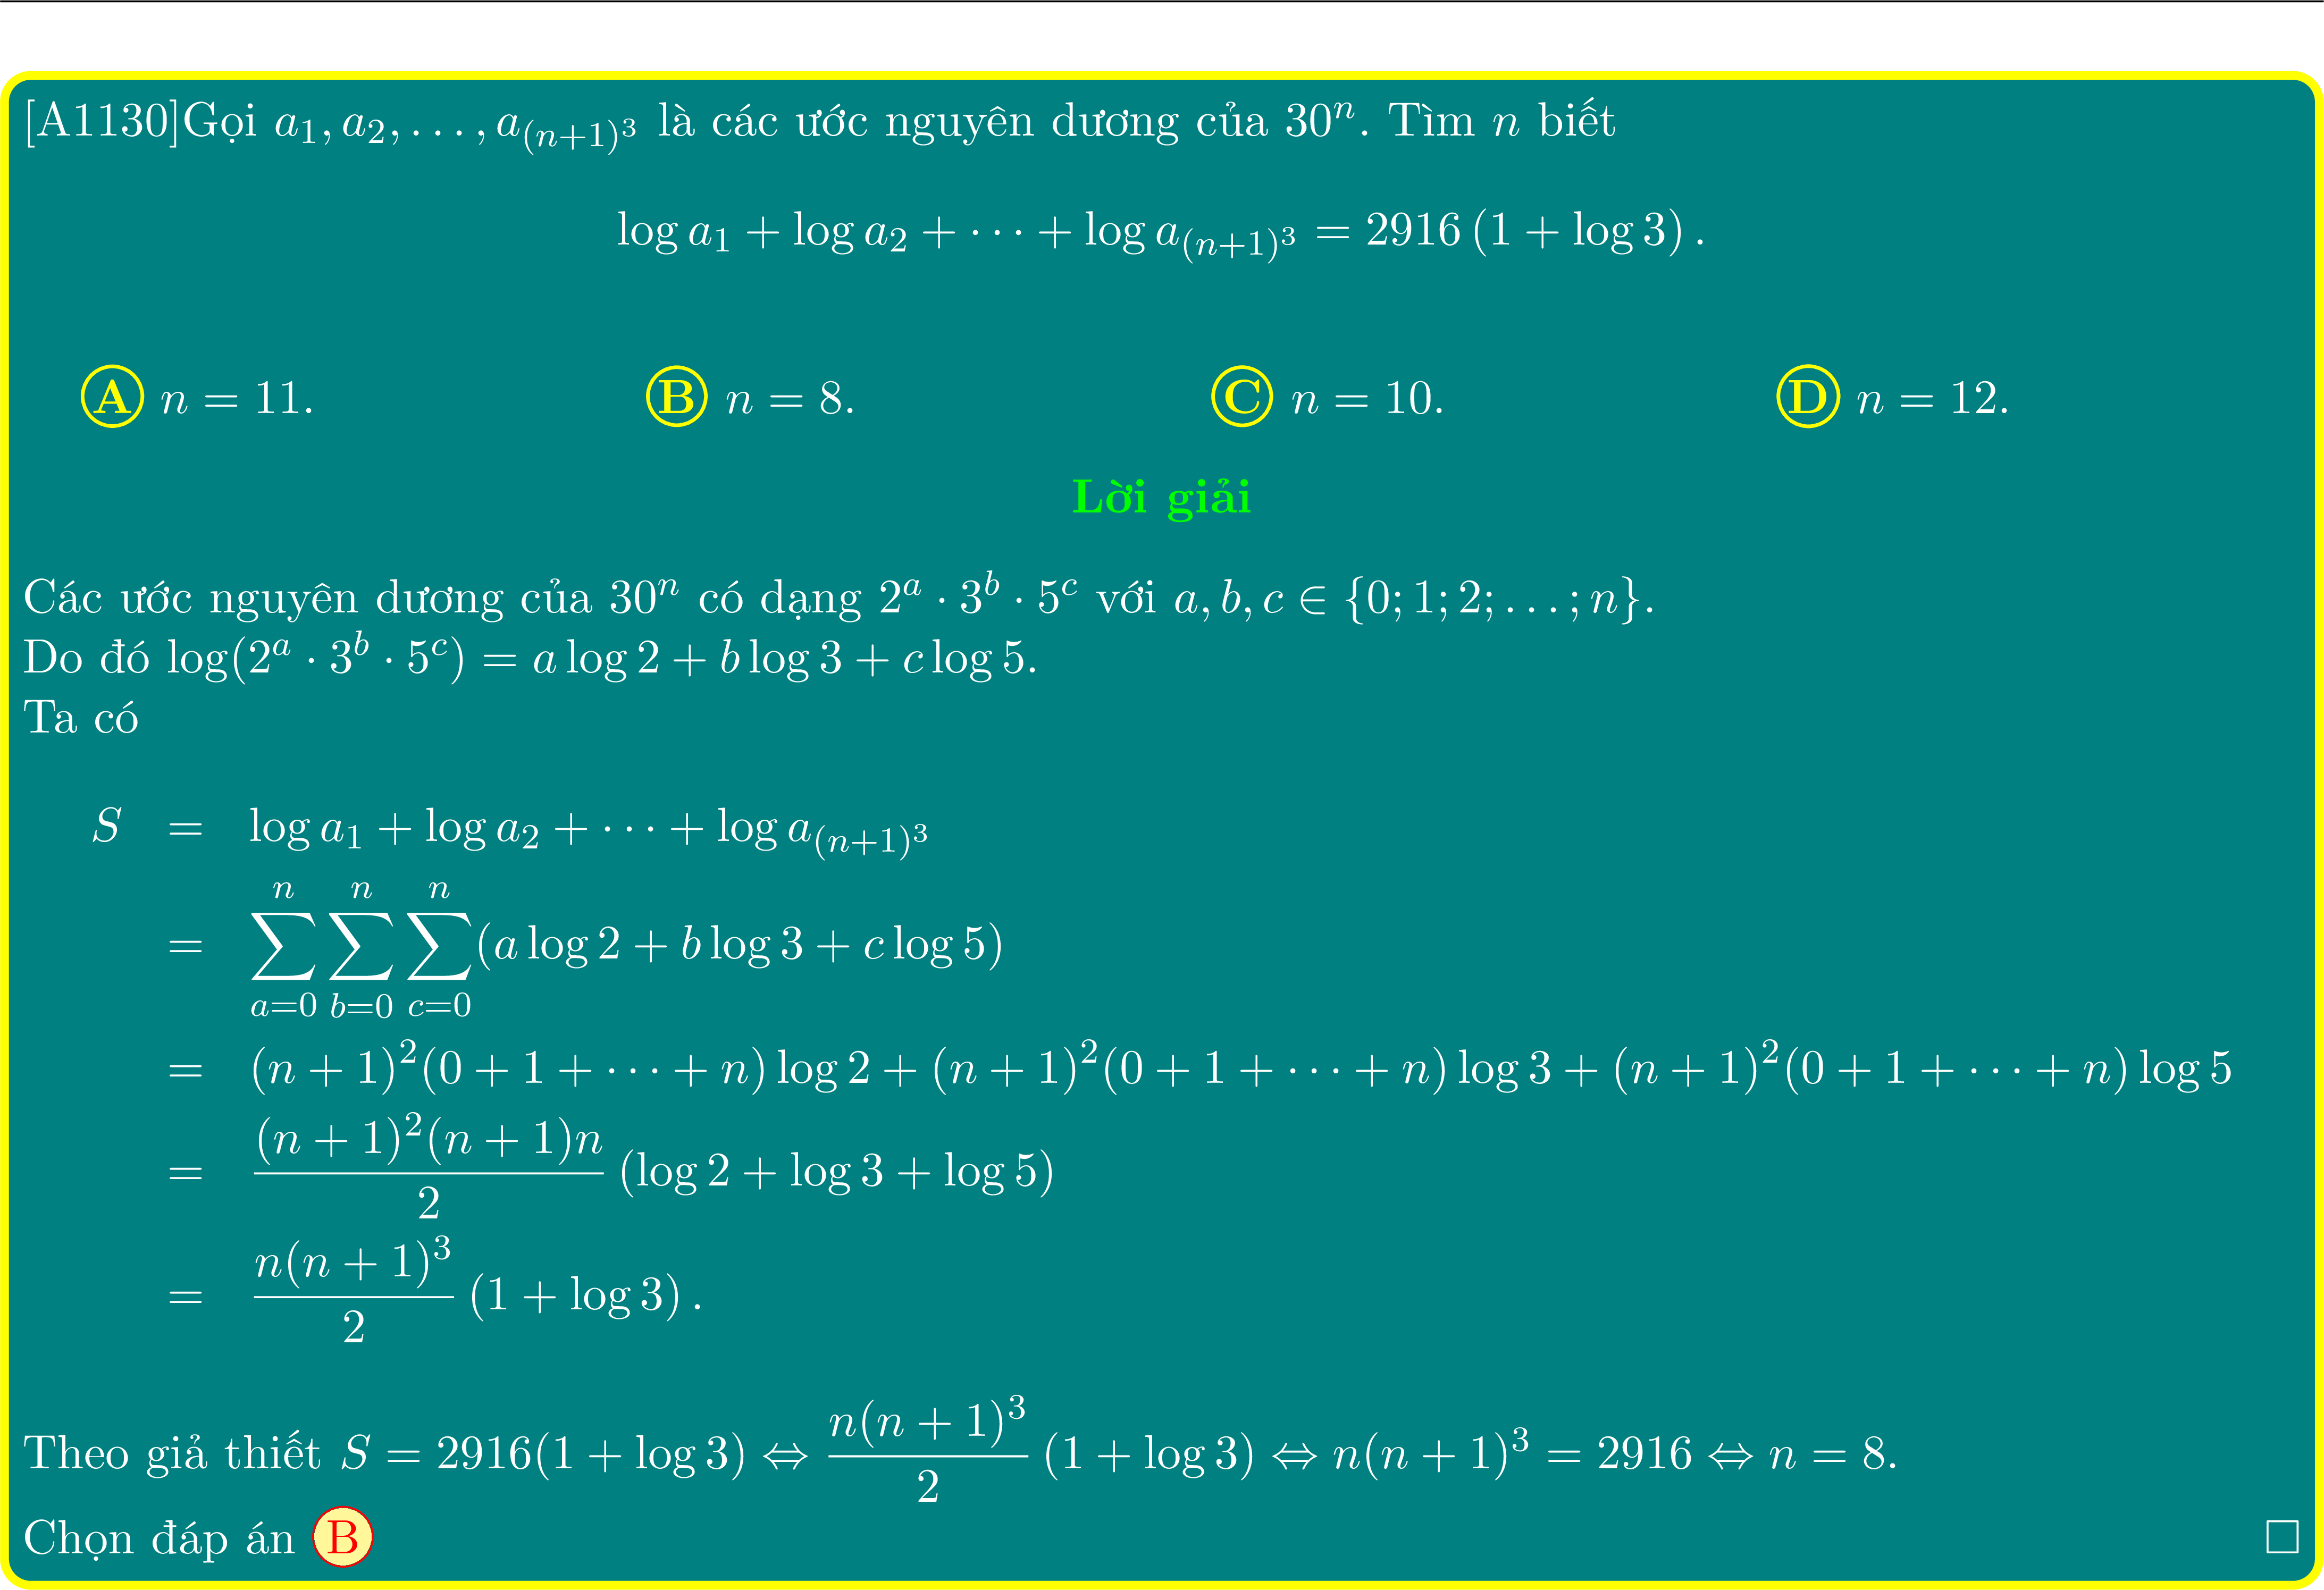 [A1130]Gọi $a_1, a_2, \ldots, a_{(n+1)^3}$ là các ước nguyên dương của $30^n$. Tìm $n$ biết
$\log a_1 + \log a_2 + \cdots + \log a_{(n+1)^3} = 2916\,(1 + \log 3)\,.$
A $n = 11$. B $n = 8$. C $n = 10$. D $n = 12$.
Lời giải
Các ước nguyên dương của $30^n$ có dạng $2^a \cdot 3^b \cdot 5^c$ với $a, b, c \in \{0; 1; 2; \ldots; n\}$.
Do đó $\log(2^a \cdot 3^b \cdot 5^c) = a \log 2 + b \log 3 + c \log 5$.
Ta có
$S = \log a_1 + \log a_2 + \cdots + \log a_{(n+1)^3}$
$= \sum_{a=0}^{n} \sum_{b=0}^{n} \sum_{c=0}^{n} (a \log 2 + b \log 3 + c \log 5)$
$= (n+1)^2(0 + 1 + \cdots + n) \log 2 + (n+1)^2(0 + 1 + \cdots + n) \log 3 + (n+1)^2(0 + 1 + \cdots + n) \log 5$
$= \frac{(n+1)^2(n+1)n}{2} (\log 2 + \log 3 + \log 5)$
$= \frac{n(n+1)^3}{2} (1 + \log 3)\,.$
Theo giả thiết $S = 2916(1 + \log 3) \Leftrightarrow \frac{n(n+1)^3}{2} (1 + \log 3) \Leftrightarrow n(n+1)^3 = 2916 \Leftrightarrow n = 8$.
Chọn đáp án B □